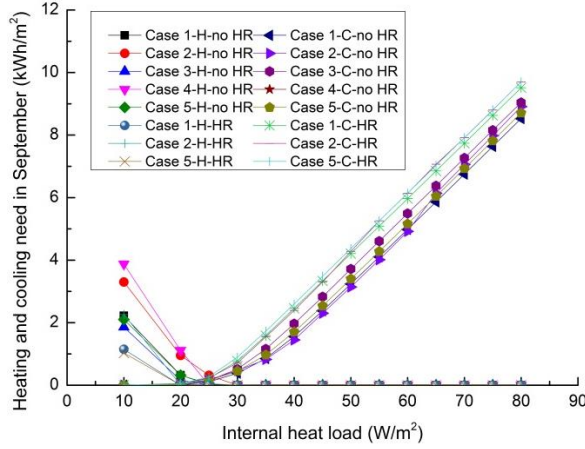 Heating and cooling need in September (kWh/m²)
12
10
8
6
4
2
0
Case 1-H-no HR Case 1-C-no HR
Case 2-H-no HR Case 2-C-no HR
Case 3-H-no HR Case 3-C-no HR
Case 4-H-no HR Case 4-C-no HR
Case 5-H-no HR Case 5-C-no HR
Case 1-H-HR Case 1-C-HR
Case 2-H-HR Case 2-C-HR
Case 5-H-HR Case 5-C-HR
0 10 20 30 40 50 60 70 80 90
Internal heat load (W/m²)